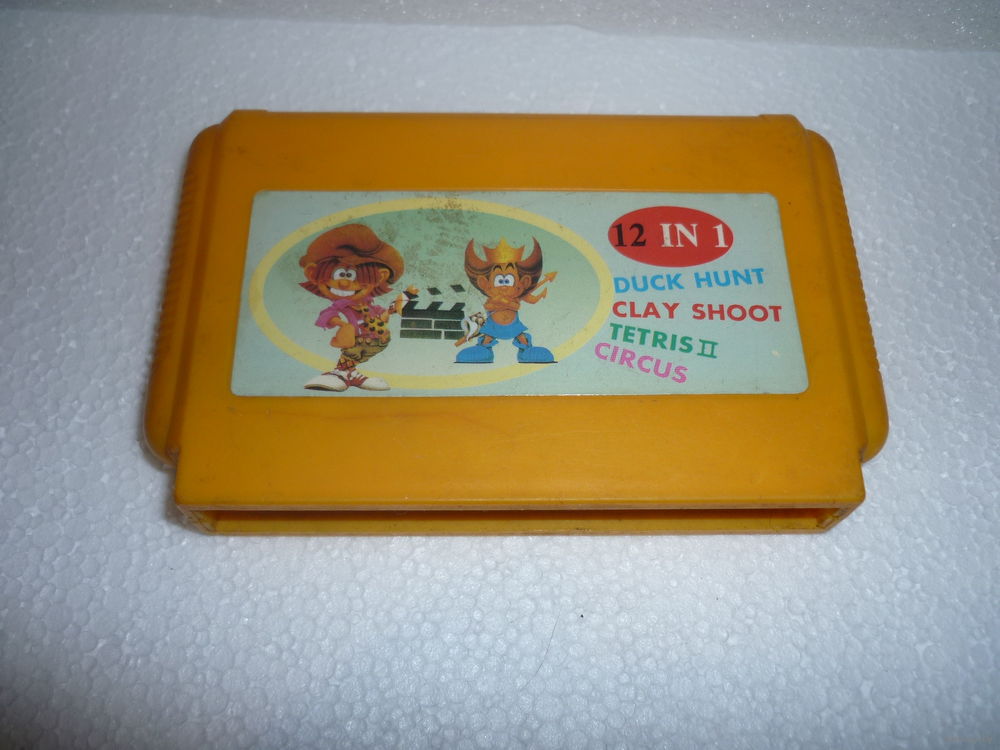 12 IN 1
DUCK HUNT
CLAY SHOOT
TETRIS II
CIRCUS